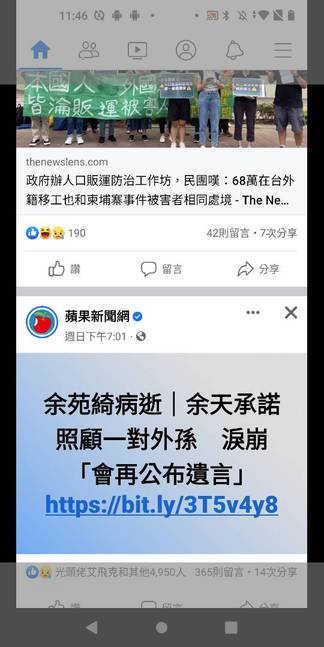 11:46
本國人 外國
皆淪販運被害人
thenewslens.com
政府辦人口販運防治工作坊，民團嘆：68萬在台外
籍移工也和柬埔寨事件被害者相同處境 - The Ne...
190
42則留言・7次分享
讚 留言 分享
蘋果新聞網
週日下午7:01 ·
余苑綺病逝｜余天承諾
照顧一對外孫 淚崩
「會再公布遺言」
https://bit.ly/3T5v4y8
光頭佬艾飛克和其他4,950人 365則留言・14次分享
讚 留言 分享